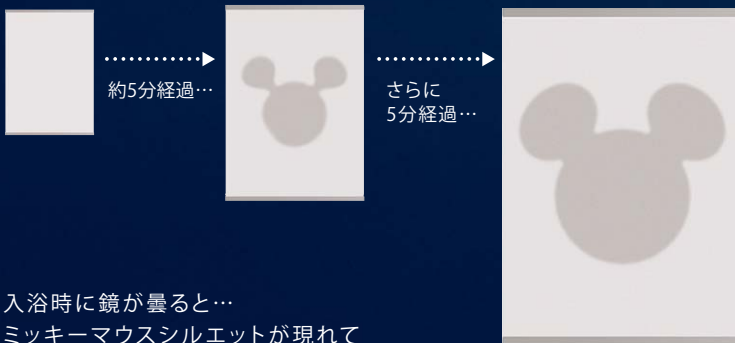 約5分経過…
さらに
5分経過…
入浴時に鏡が曇ると…
ミッキーマウスシルエットが現れて